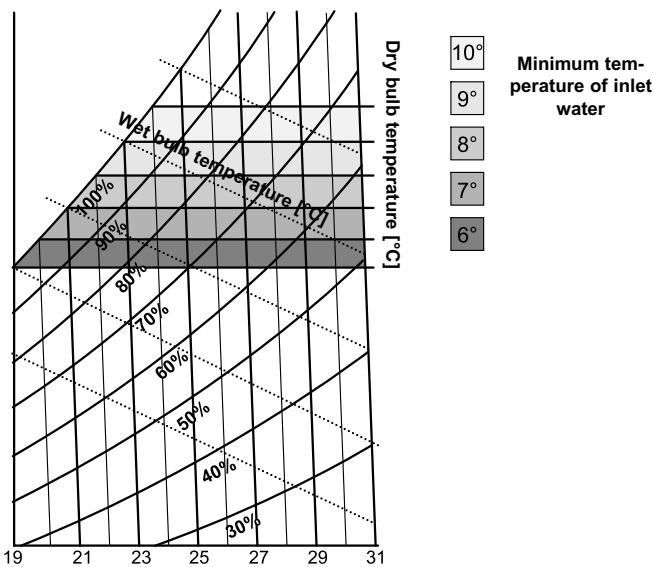 10°
9°
8°
7°
6°
Minimum tem-
perature of inlet
water
Dry bulb temperature [°C]
Wet bulb temperature [°C]
100%
90%
80%
70%
60%
50%
40%
30%
19 21 23 25 27 29 31